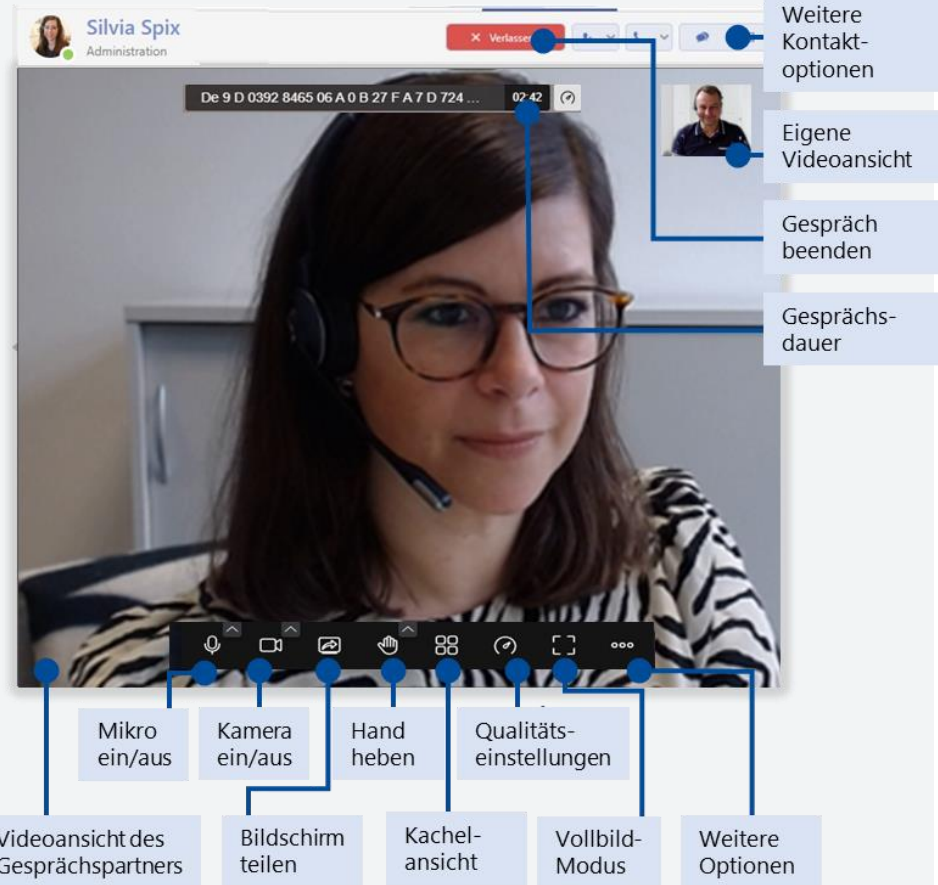 Silvia Spix
Administration
Verlassen
De 9 D 0392 8465 06 A 0 B 27 F A 7 D 724 ...
02:42
Weitere
Kontakt-
optionen
Eigene
Videoansicht
Gespräch
beenden
Gesprächs-
dauer
Mikro
ein/aus
Kamera
ein/aus
Hand
heben
Qualitäts-
einstellungen
Videoansicht des
Gesprächspartners
Bildschirm
teilen
Kachel-
ansicht
Vollbild-
Modus
Weitere
Optionen